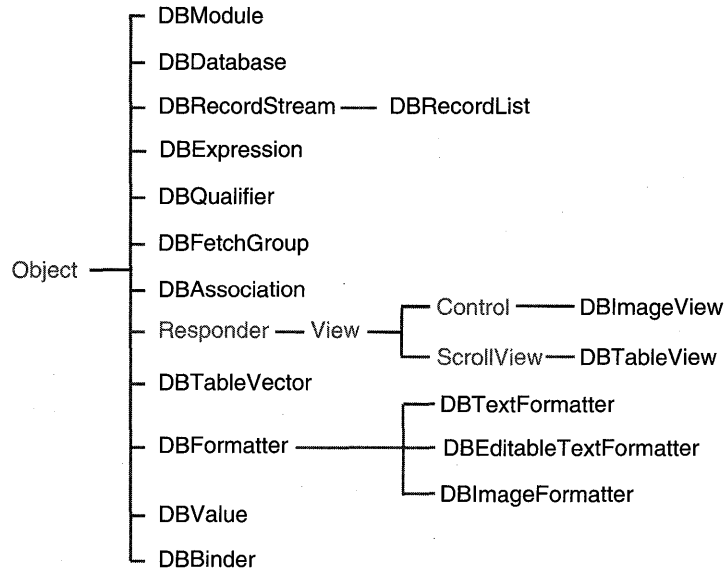 DBModule
DBDatabase
DBRecordStream DBRecordList
DBExpression
DBQualifier
DBFetchGroup
Object
DBAssociation
Control DBImageView
Responder View
ScrollView DBTableView
DBTableVector
DBTextFormatter
DBFormatter DBEditableTextFormatter
DBImageFormatter
DBValue
DBBinder